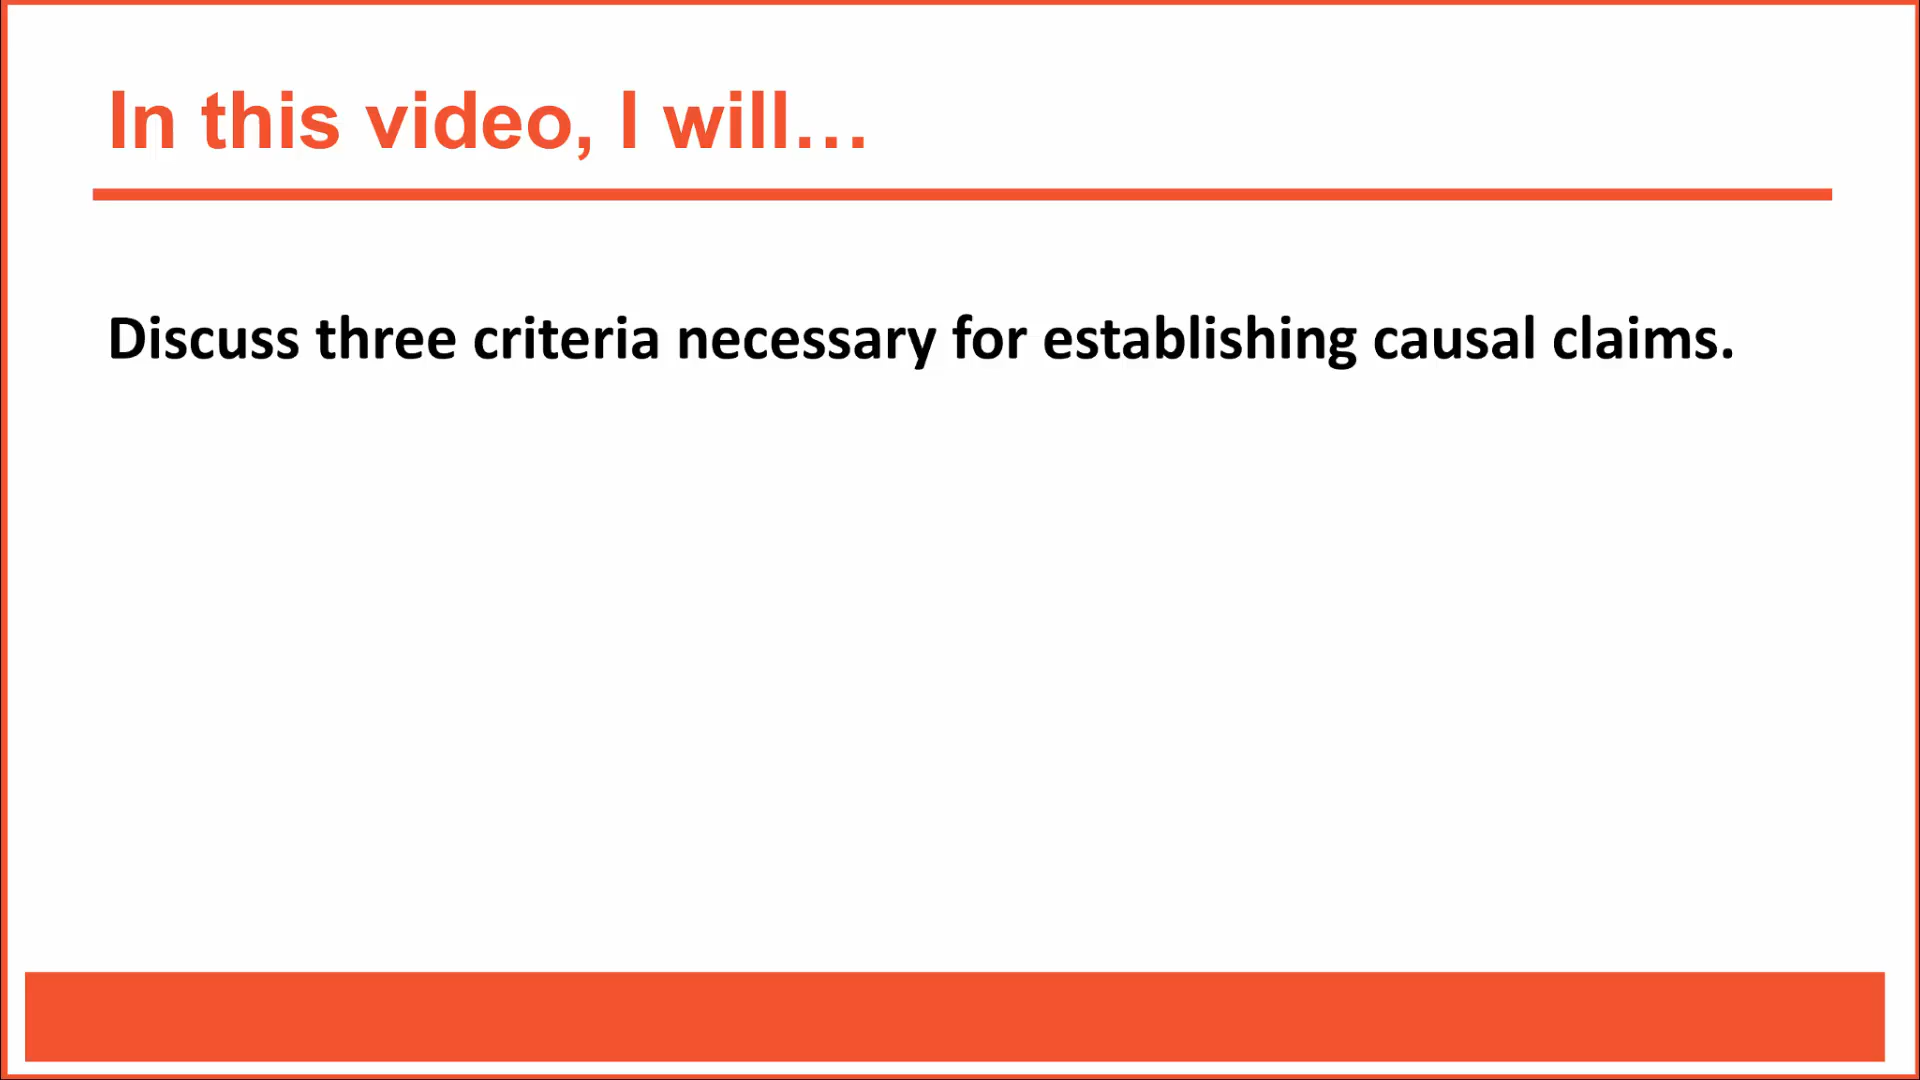 In this video, I will…
Discuss three criteria necessary for establishing causal claims.